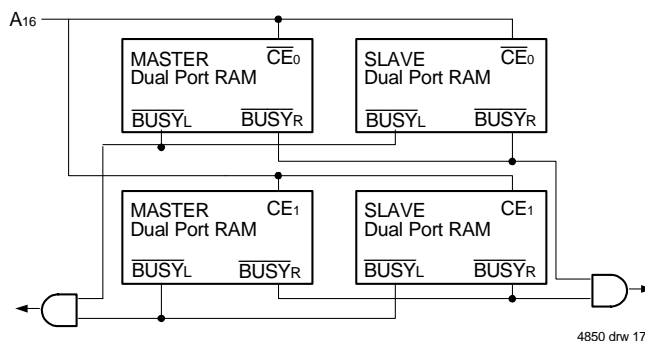 A16
MASTER CE0
Dual Port RAM
BUSYL BUSYR
SLAVE CE0
Dual Port RAM
BUSYL BUSYR
MASTER CE1
Dual Port RAM
BUSYL BUSYR
SLAVE CE1
Dual Port RAM
BUSYL BUSYR
4850 drw 17